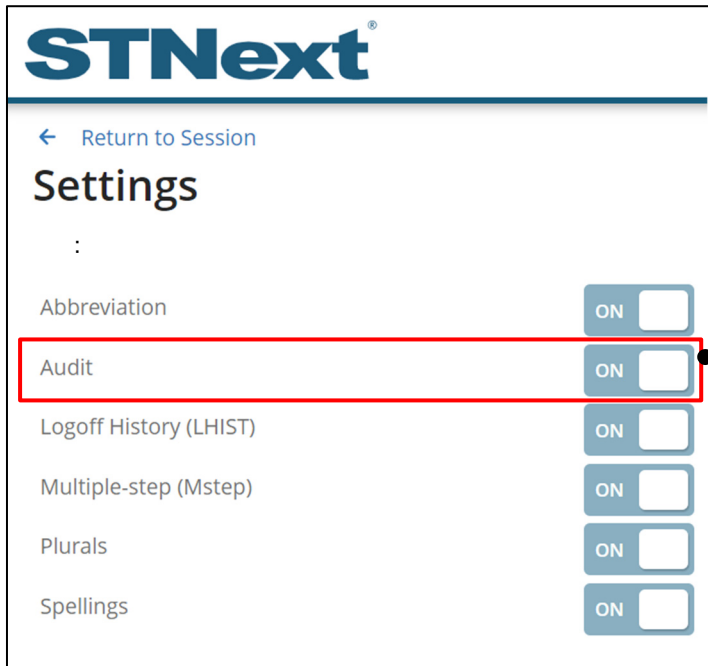 STNext®
← Return to Session
Settings
:
Abbreviation ON
Audit ON
Logoff History (LHIST) ON
Multiple-step (Mstep) ON
Plurals ON
Spellings ON